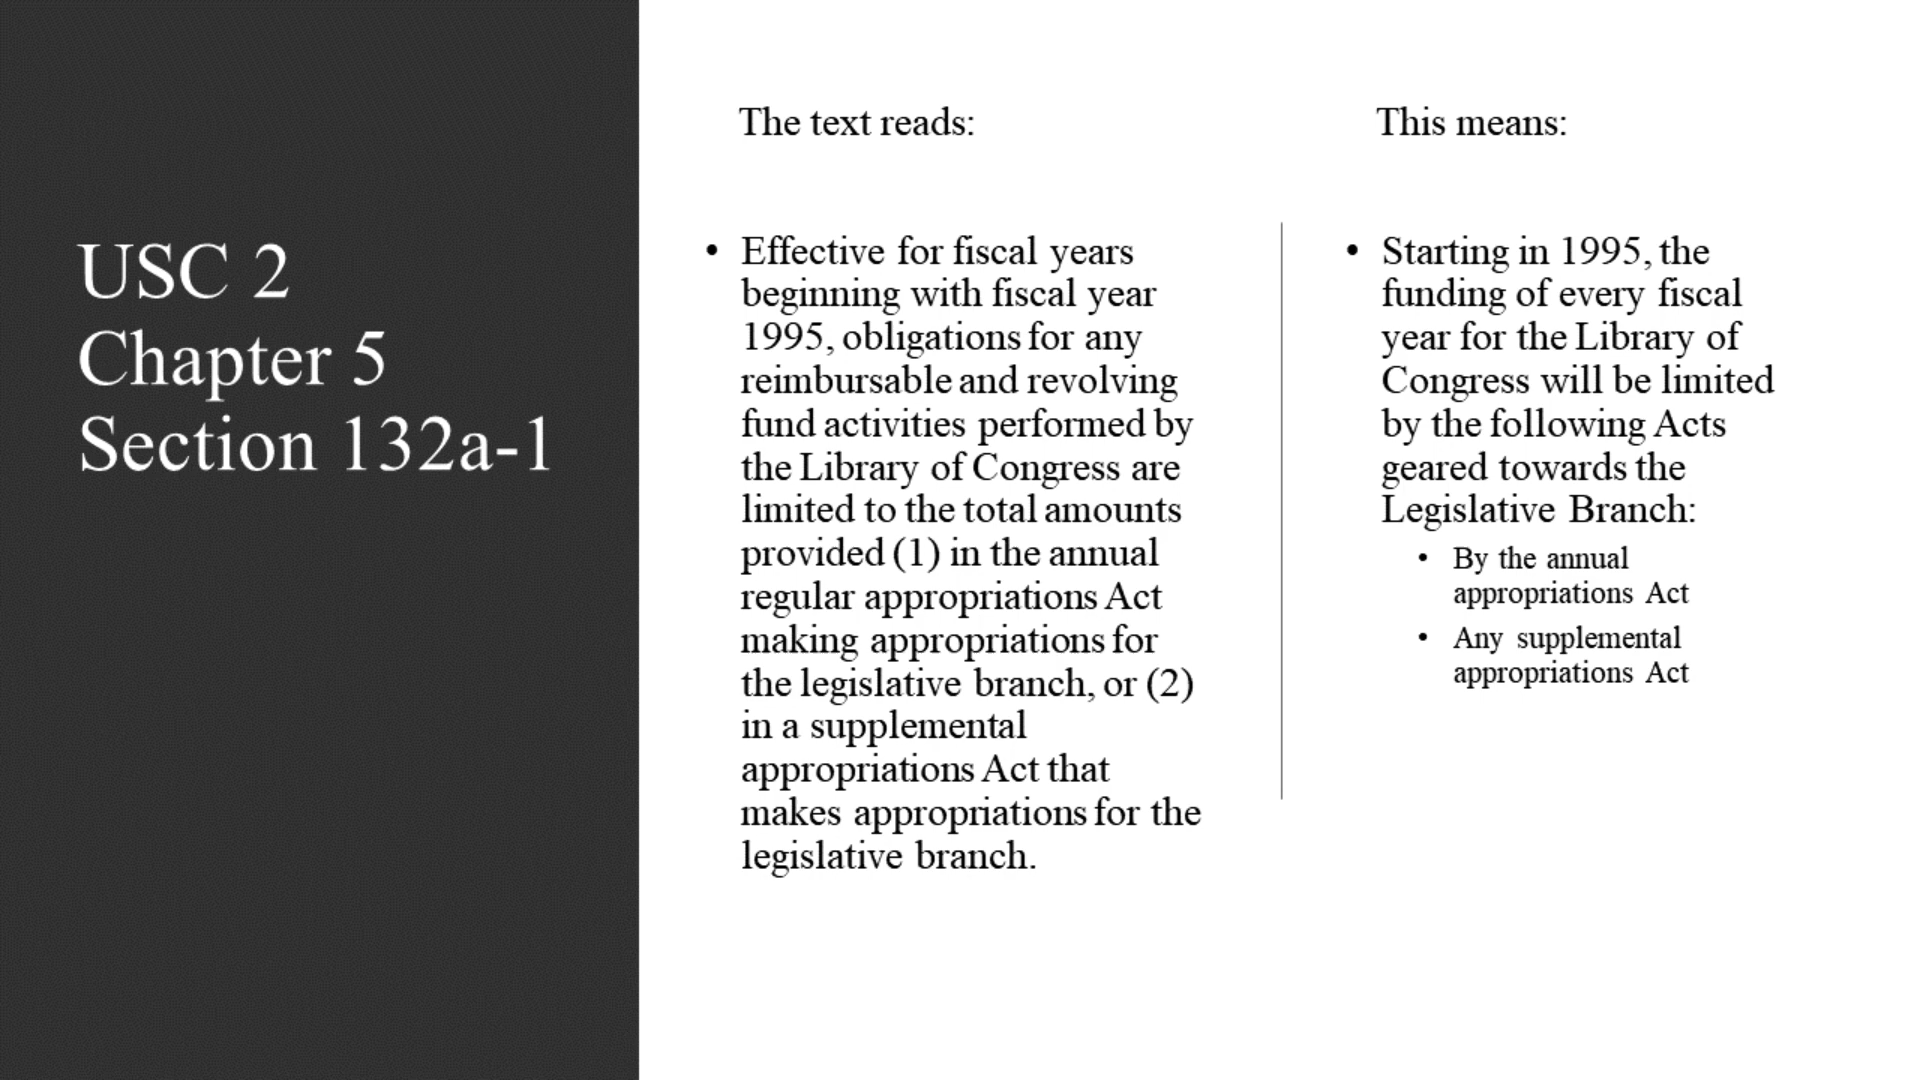 USC 2
Chapter 5
Section 132a-1
The text reads:
• Effective for fiscal years
beginning with fiscal year
1995, obligations for any
reimbursable and revolving
fund activities performed by
the Library of Congress are
limited to the total amounts
provided (1) in the annual
regular appropriations Act
making appropriations for
the legislative branch, or (2)
in a supplemental
appropriations Act that
makes appropriations for the
legislative branch.
This means:
• Starting in 1995, the
funding of every fiscal
year for the Library of
Congress will be limited
by the following Acts
geared towards the
Legislative Branch:
• By the annual
appropriations Act
• Any supplemental
appropriations Act